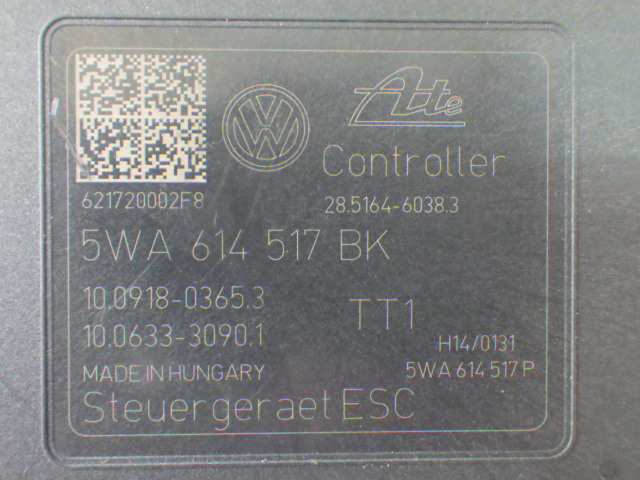 Ate
Controller
621720002F8
28.5164-6038.3
5WA 614 517 BK
10.0918-0365.3
10.0633-3090.1
TT1
H14/0131
MADE IN HUNGARY
5WA 614 517 P
Steuergeraet ESC